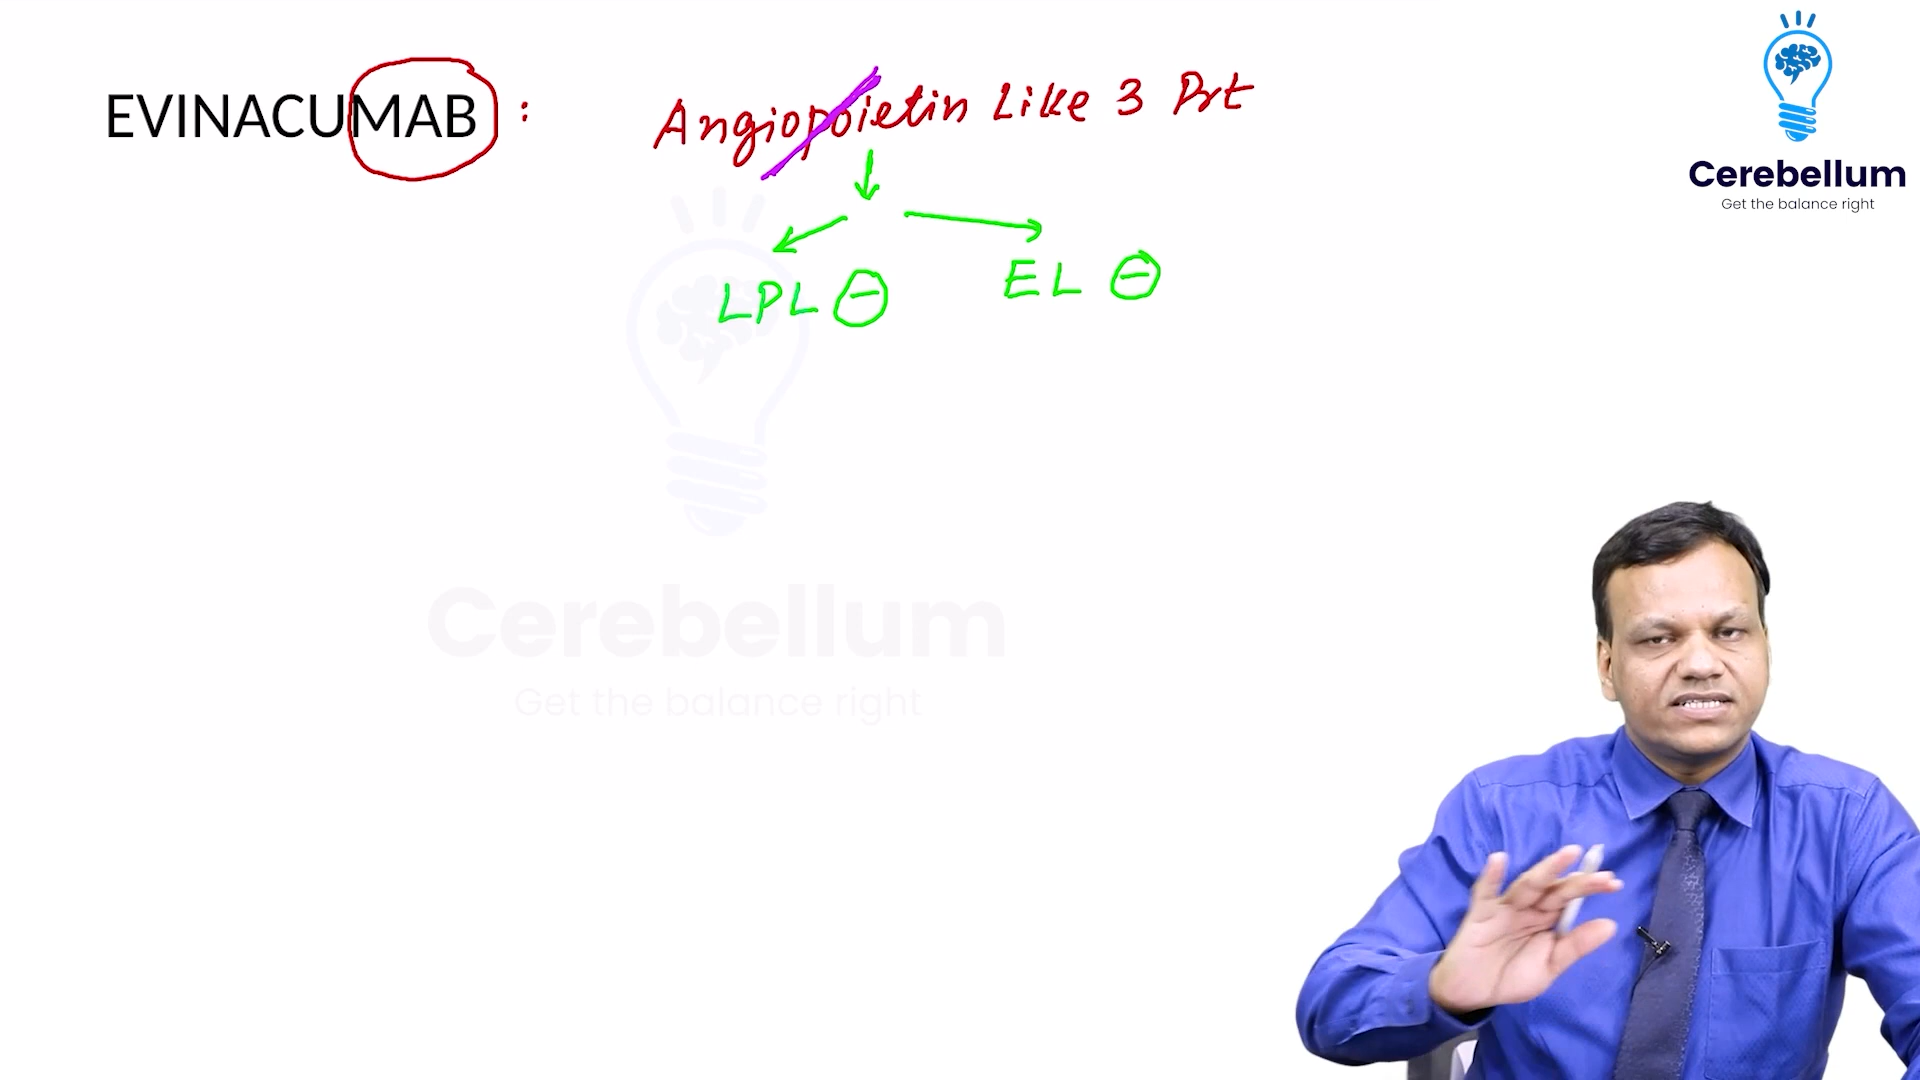 EVINACUMAB : Angiopoietin Like 3 Prt
LPL ⊖ EL ⊖
Cerebellum
Get the balance right
Cerebellum
Get the balance right